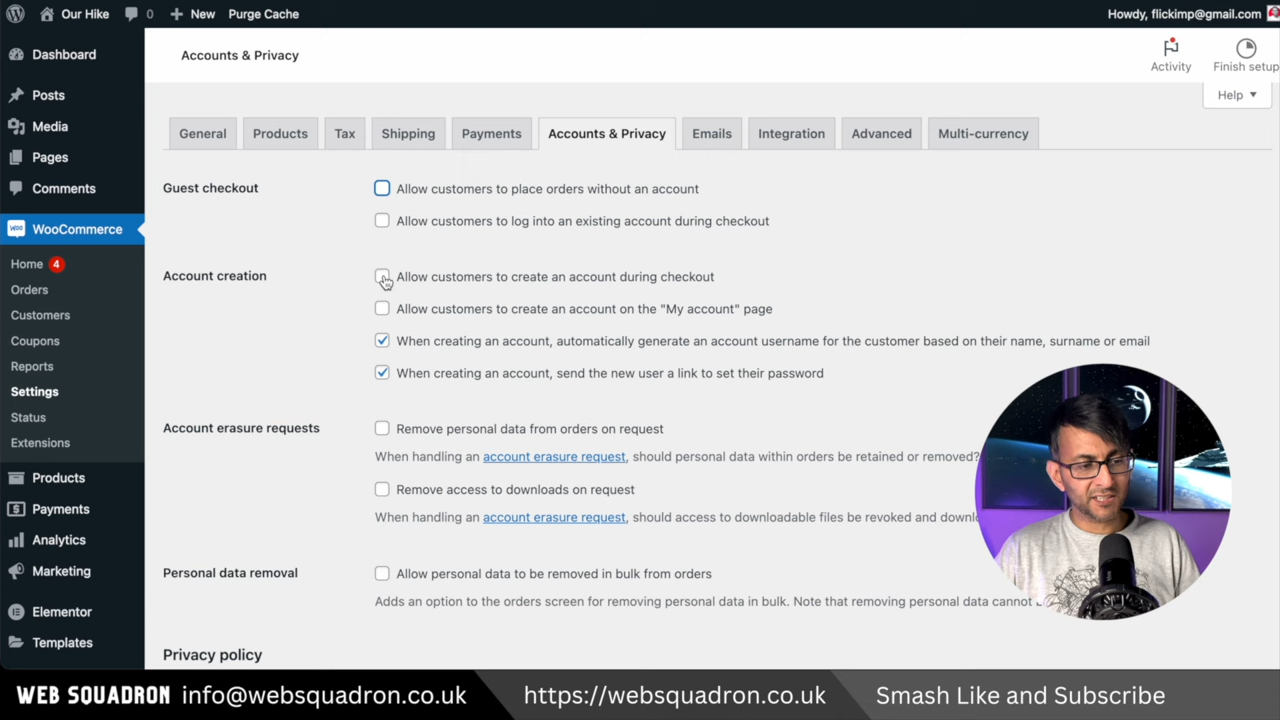 Our Hike
0
New
Purge Cache
Howdy, flickimp@gmail.com
Dashboard
Posts
Media
Pages
Comments
WooCommerce
Home 4
Orders
Customers
Coupons
Reports
Settings
Status
Extensions
Products
Payments
Analytics
Marketing
Elementor
Templates
Accounts & Privacy
Activity
Finish setup
Help
General
Products
Tax
Shipping
Payments
Accounts & Privacy
Emails
Integration
Advanced
Multi-currency
Guest checkout
Allow customers to place orders without an account
Allow customers to log into an existing account during checkout
Account creation
Allow customers to create an account during checkout
Allow customers to create an account on the "My account" page
When creating an account, automatically generate an account username for the customer based on their name, surname or email
When creating an account, send the new user a link to set their password
Account erasure requests
Remove personal data from orders on request
When handling an account erasure request, should personal data within orders be retained or removed?
Remove access to downloads on request
When handling an account erasure request, should access to downloadable files be revoked and
Personal data removal
Allow personal data to be removed in bulk from orders
Adds an option to the orders screen for removing personal data in bulk. Note that removing personal data cannot
Privacy policy
WEB SQUADRON info@websquadron.co.uk
https://websquadron.co.uk
Smash Like and Subscribe